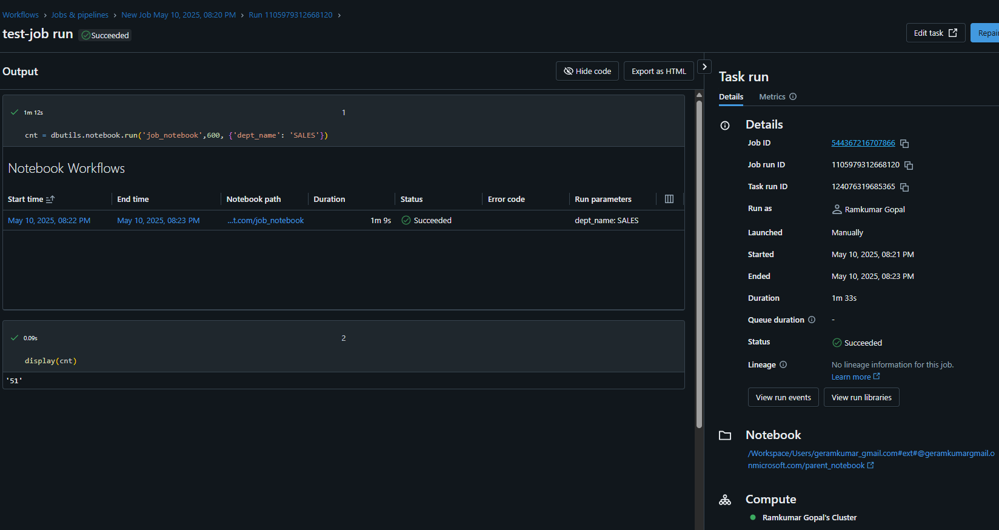 Workflows › Jobs & pipelines › New Job May 10, 2025, 08:20 PM › Run 1105979312668120 ›
test-job run Succeeded
Edit task
Output
Hide code
Export as HTML
1m 12s
1
cnt = dbutils.notebook.run('job_notebook',600, {'dept_name': 'SALES'})
Notebook Workflows
Start time End time Notebook path Duration Status Error code Run parameters
May 10, 2025, 08:22 PM May 10, 2025, 08:23 PM ...t.com/job_notebook 1m 9s Succeeded dept_name: SALES
0.09s
2
display(cnt)
'51'
Task run
Details Metrics
Details
Job ID 544367216707866
Job run ID 1105979312668120
Task run ID 124076319685365
Run as Ramkumar Gopal
Launched Manually
Started May 10, 2025, 08:21 PM
Ended May 10, 2025, 08:23 PM
Duration 1m 33s
Queue duration -
Status Succeeded
Lineage No lineage information for this job.
Learn more
View run events View run libraries
Notebook
/Workspace/Users/geramkumar_gmail.com#ext#@geramkumargmail.o
nmicrosoft.com/parent_notebook
Compute
Ramkumar Gopal's Cluster